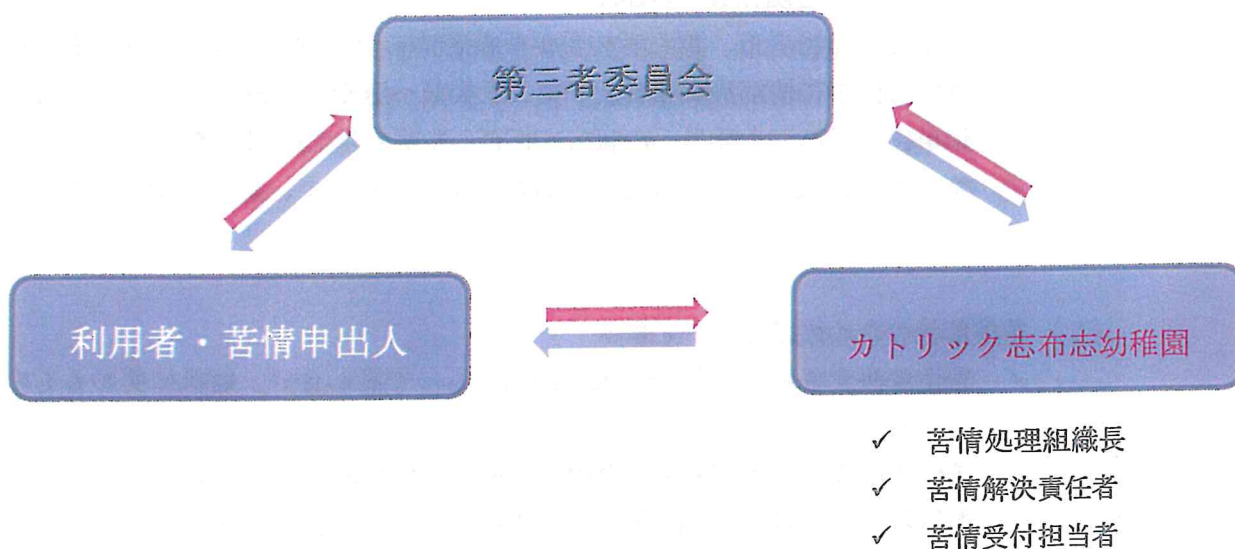 第三者委員会
利用者・苦情申出人
カトリック志布志幼稚園
✓ 苦情処理組織長
✓ 苦情解決責任者
✓ 苦情受付担当者